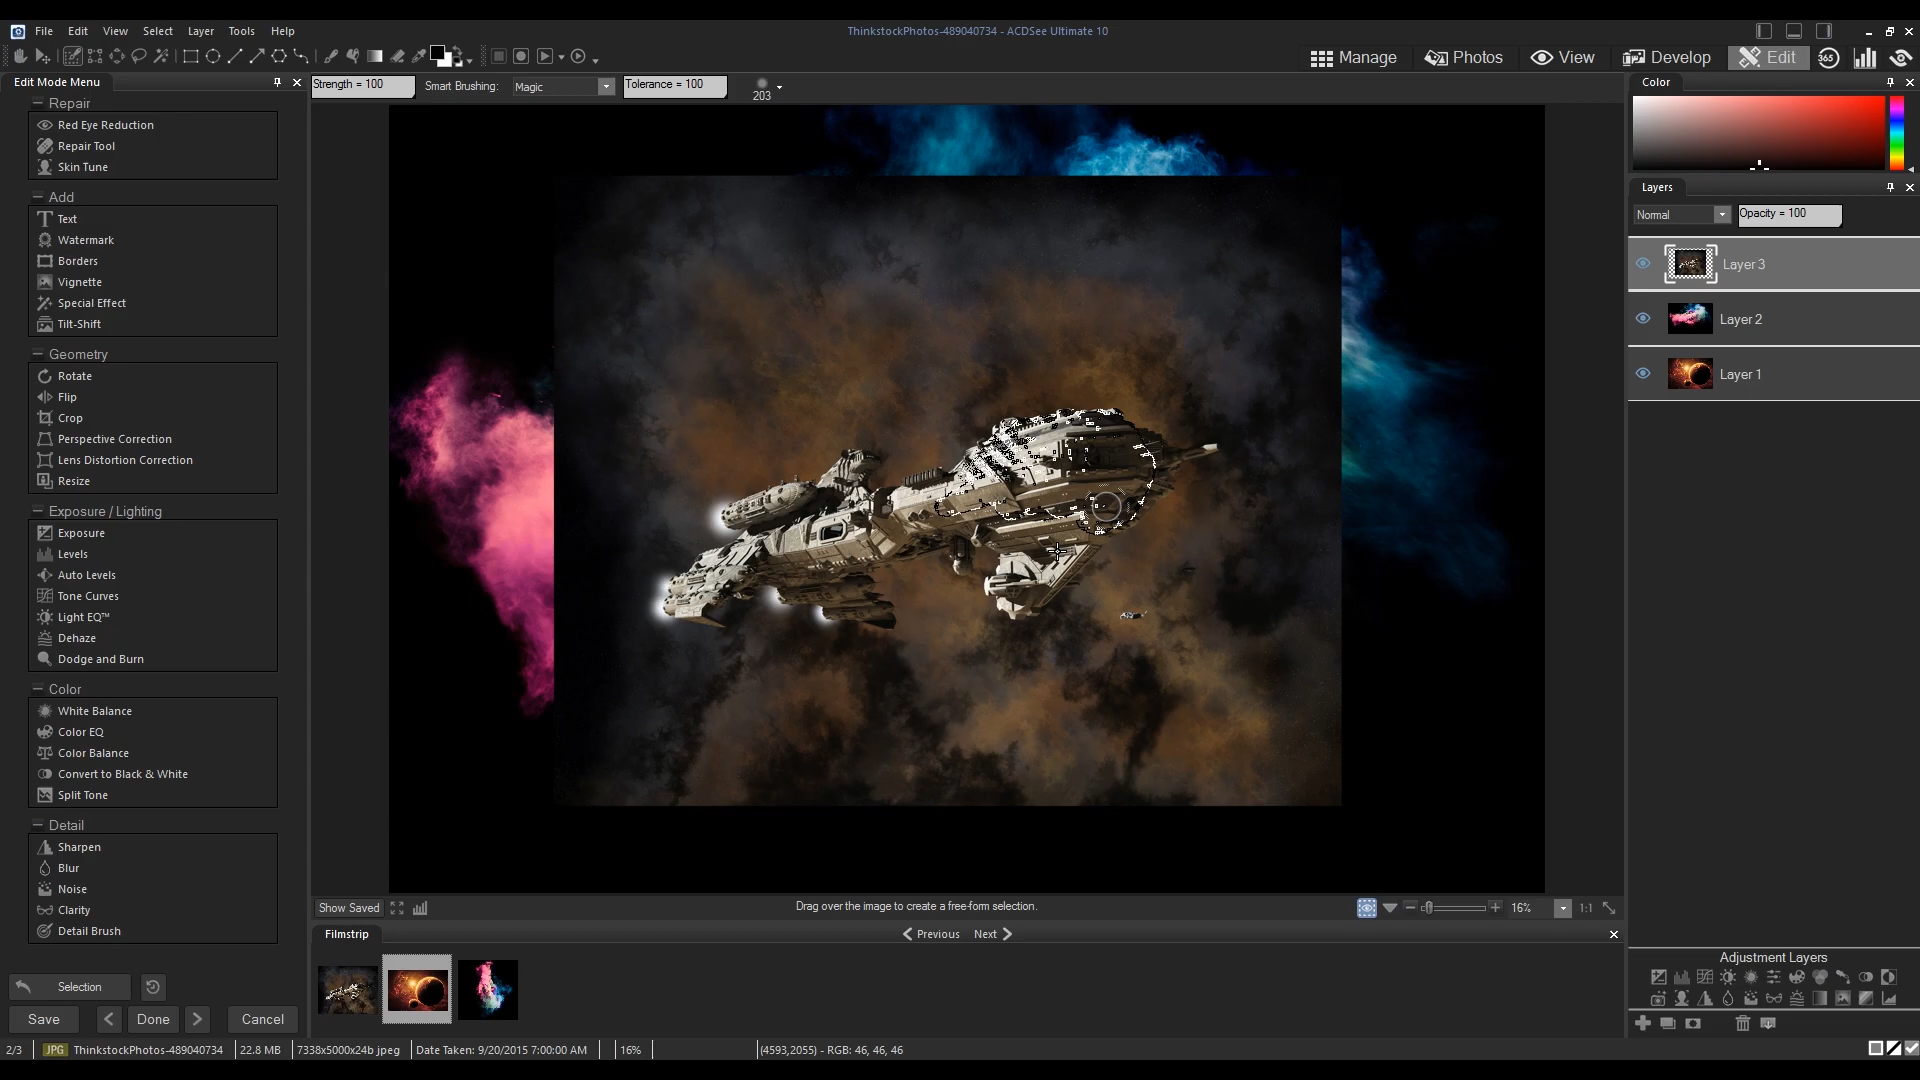 File Edit View Select Layer Tools Help
ThinkstockPhotos-489040734 - ACDSee Ultimate 10
Manage Photos View Develop Edit 365
Edit Mode Menu
Strength = 100
Smart Brushing: Magic
Tolerance = 100
203
Repair
Red Eye Reduction
Repair Tool
Skin Tune
Add
Text
Watermark
Borders
Vignette
Special Effect
Tilt-Shift
Geometry
Rotate
Flip
Crop
Perspective Correction
Lens Distortion Correction
Resize
Exposure / Lighting
Exposure
Levels
Auto Levels
Tone Curves
Light EQ™
Dehaze
Dodge and Burn
Color
White Balance
Color EQ
Color Balance
Convert to Black & White
Split Tone
Detail
Sharpen
Blur
Noise
Clarity
Detail Brush
Selection
Save Done Cancel
Color
Layers
Normal
Opacity = 100
Layer 3
Layer 2
Layer 1
Adjustment Layers
Show Saved
Drag over the image to create a free-form selection.
16% 1:1
Filmstrip
Previous Next
2/3 JPG ThinkstockPhotos-489040734 22.8 MB 7338x5000x24b jpeg Date Taken: 9/20/2015 7:00:00 AM 16% (4593,2055) - RGB: 46, 46, 46